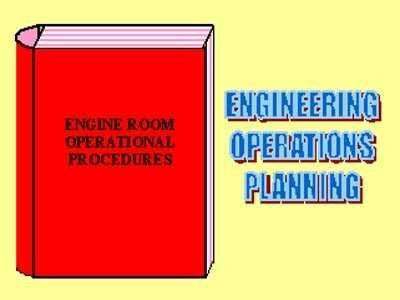 ENGINE ROOM
OPERATIONAL
PROCEDURES
ENGINEERING
OPERATIONS
PLANNING